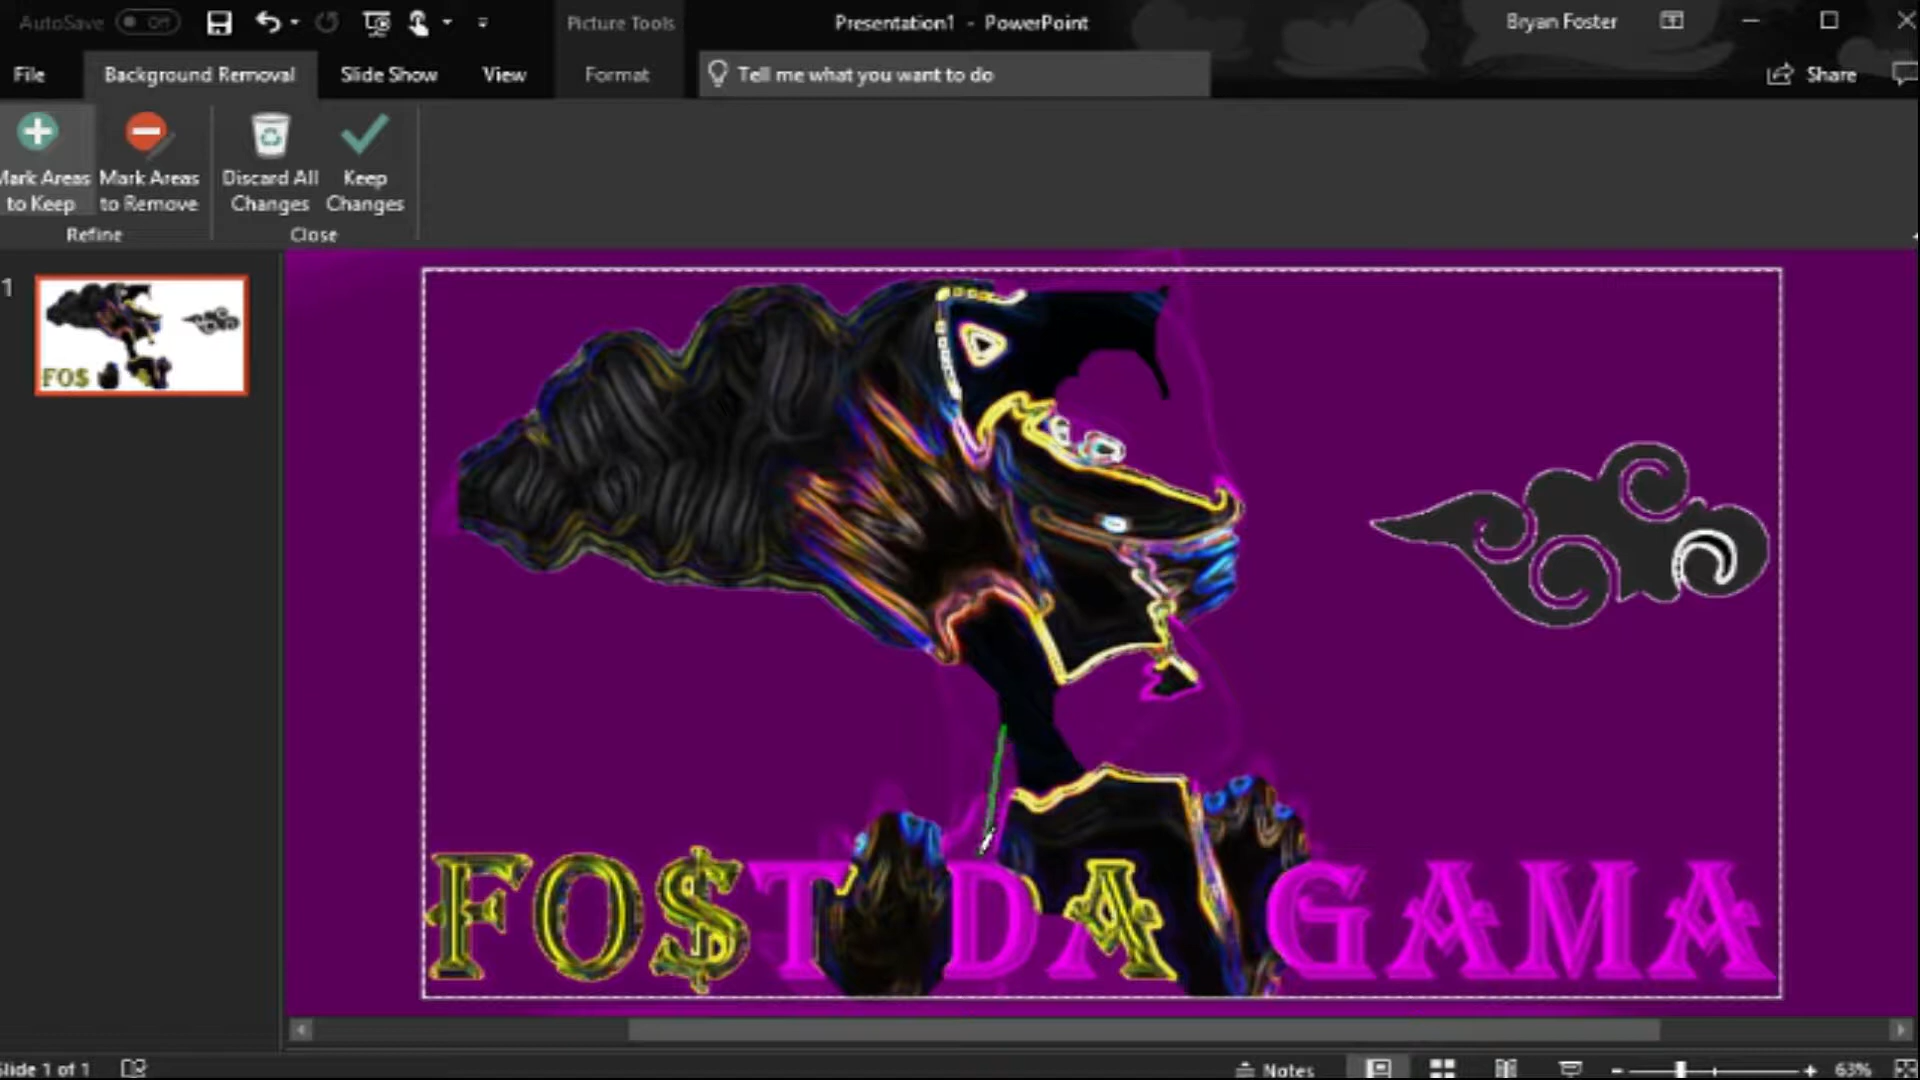 AutoSave Off
Picture Tools
Presentation1 - PowerPoint
Bryan Foster
File
Background Removal
Slide Show
View
Format
Tell me what you want to do
Share
Mark Areas
to Keep
Mark Areas
to Remove
Discard All
Changes
Keep
Changes
Refine
Close
1
FO$
FO$T DA GAMA
Slide 1 of 1
Notes
63%